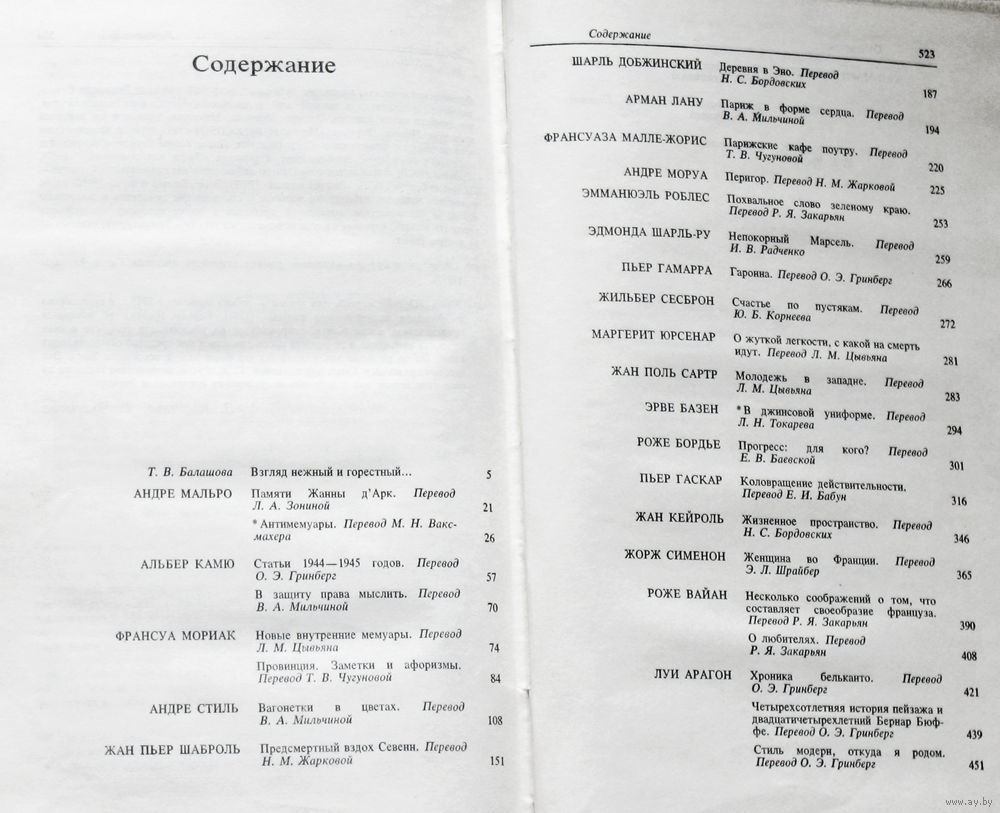 Содержание
Т. В. Балашова Взгляд нежный и горестный... 5
АНДРЕ МАЛЬРО Памяти Жанны д'Арк. Перевод
Л. А. Зониной 21
* Антимемуары. Перевод М. Н. Вакс-
махера 26
АЛЬБЕР КАМЮ Статьи 1944—1945 годов. Перевод
О. Э. Гринберг 57
В защиту права мыслить. Перевод
В. А. Мильчиной 70
ФРАНСУА МОРИАК Новые внутренние мемуары. Перевод
Л. М. Цывьяна 74
Провинция. Заметки и афоризмы.
Перевод Т. В. Чугуновой 84
АНДРЕ СТИЛЬ Вагонетки в цветах. Перевод
В. А. Мильчиной 108
ЖАН ПЬЕР ШАБРОЛЬ Предсмертный вздох Севенн. Перевод
Н. М. Жарковой 151
Содержание 523
ШАРЛЬ ДОБЖИНСКИЙ Деревня в Эно. Перевод
Н. С. Бордовских 187
АРМАН ЛАНУ Париж в форме сердца. Перевод
В. А. Мильчиной 194
ФРАНСУАЗА МАЛЛЕ-ЖОРИС Парижские кафе поутру. Перевод
Т. В. Чугуновой 220
АНДРЕ МОРУА Перигор. Перевод Н. М. Жарковой 225
ЭММАНЮЭЛЬ РОБЛЕС Похвальное слово зеленому краю.
Перевод Р. Я. Закарьян 253
ЭДМОНДА ШАРЛЬ-РУ Непокорный Марсель. Перевод
И. В. Радченко 259
ПЬЕР ГАМАРРА Гаронна. Перевод О. Э. Гринберг 266
ЖИЛЬБЕР СЕСБРОН Счастье по пустякам. Перевод
Ю. Б. Корнеева 272
МАРГЕРИТ ЮРСЕНАР О жуткой легкости, с какой на смерть
идут. Перевод Л. М. Цывьяна 281
ЖАН ПОЛЬ САРТР Молодежь в западне. Перевод
Л. М. Цывьяна 283
ЭРВЕ БАЗЕН * В джинсовой униформе. Перевод
Л. Н. Токарева 294
РОЖЕ БОРДЬЕ Прогресс: для кого? Перевод
Е. В. Баевской 301
ПЬЕР ГАСКАР Коловращение действительности.
Перевод Е. И. Бабун 316
ЖАН КЕЙРОЛЬ Жизненное пространство. Перевод
Н. С. Бордовских 346
ЖОРЖ СИМЕНОН Женщина во Франции. Перевод
Э. Л. Шрайбер 365
РОЖЕ ВАЙАН Несколько соображений о том, что
составляет своеобразие француза.
Перевод Р. Я. Закарьян 390
О любителях. Перевод
Р. Я. Закарьян 408
ЛУИ АРАГОН Хроника бельканто. Перевод
О. Э. Гринберг 421
Четырехсотлетняя история пейзажа и
двадцатичетырехлетний Бернар Бюф-
фе. Перевод О. Э. Гринберг 439
Стиль модерн, откуда я родом.
Перевод О. Э. Гринберг 451
www.ay.by